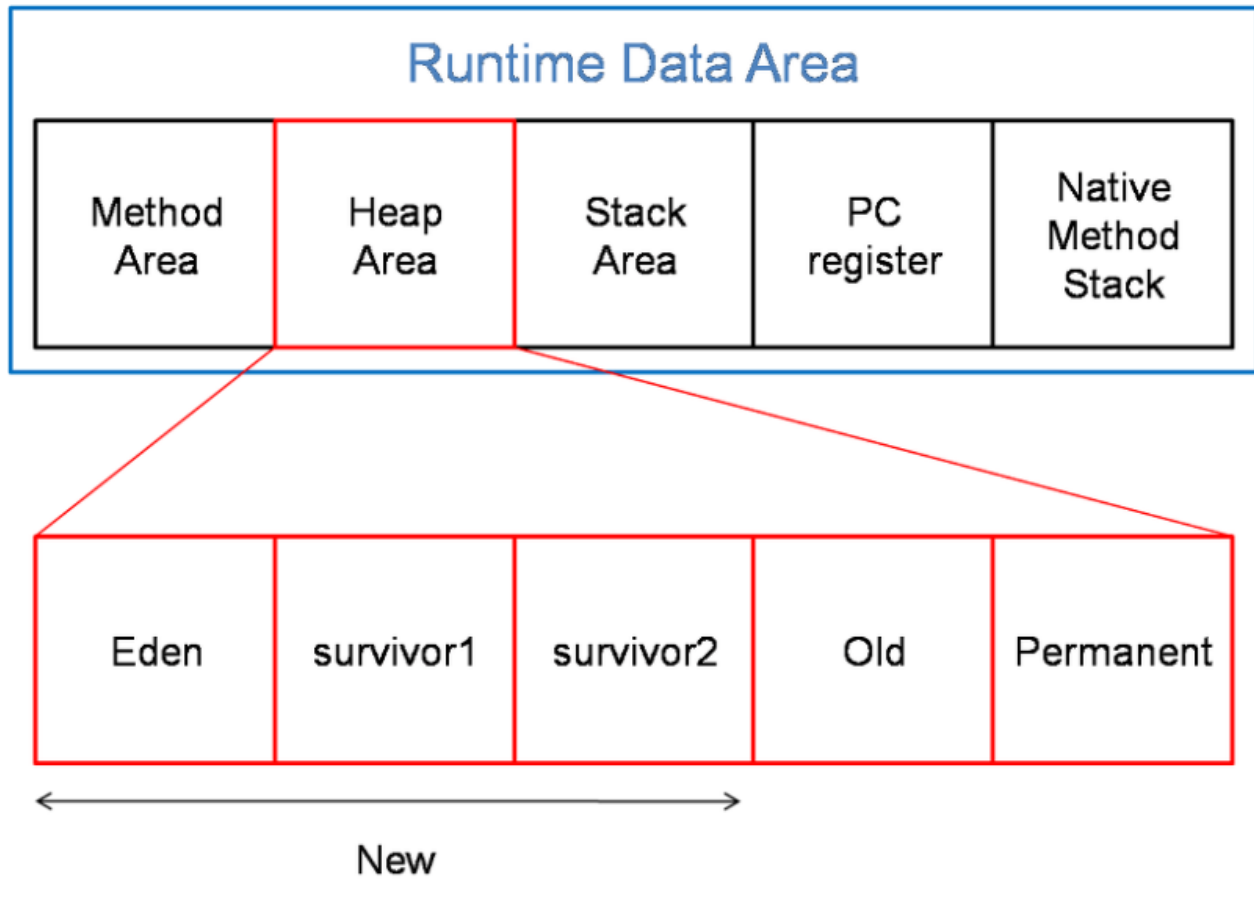 Runtime Data Area
Method
Area
Heap
Area
Stack
Area
PC
register
Native
Method
Stack
Eden
survivor1
survivor2
Old
Permanent
New